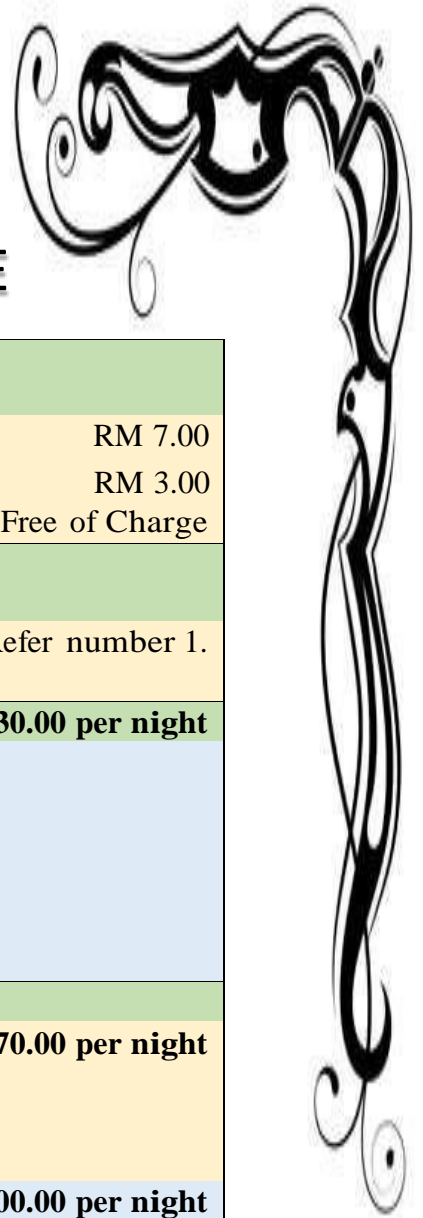 E
RM 7.00
RM 3.00
Free of Charge
efer number 1.
30.00 per night
70.00 per night
00.00 per night